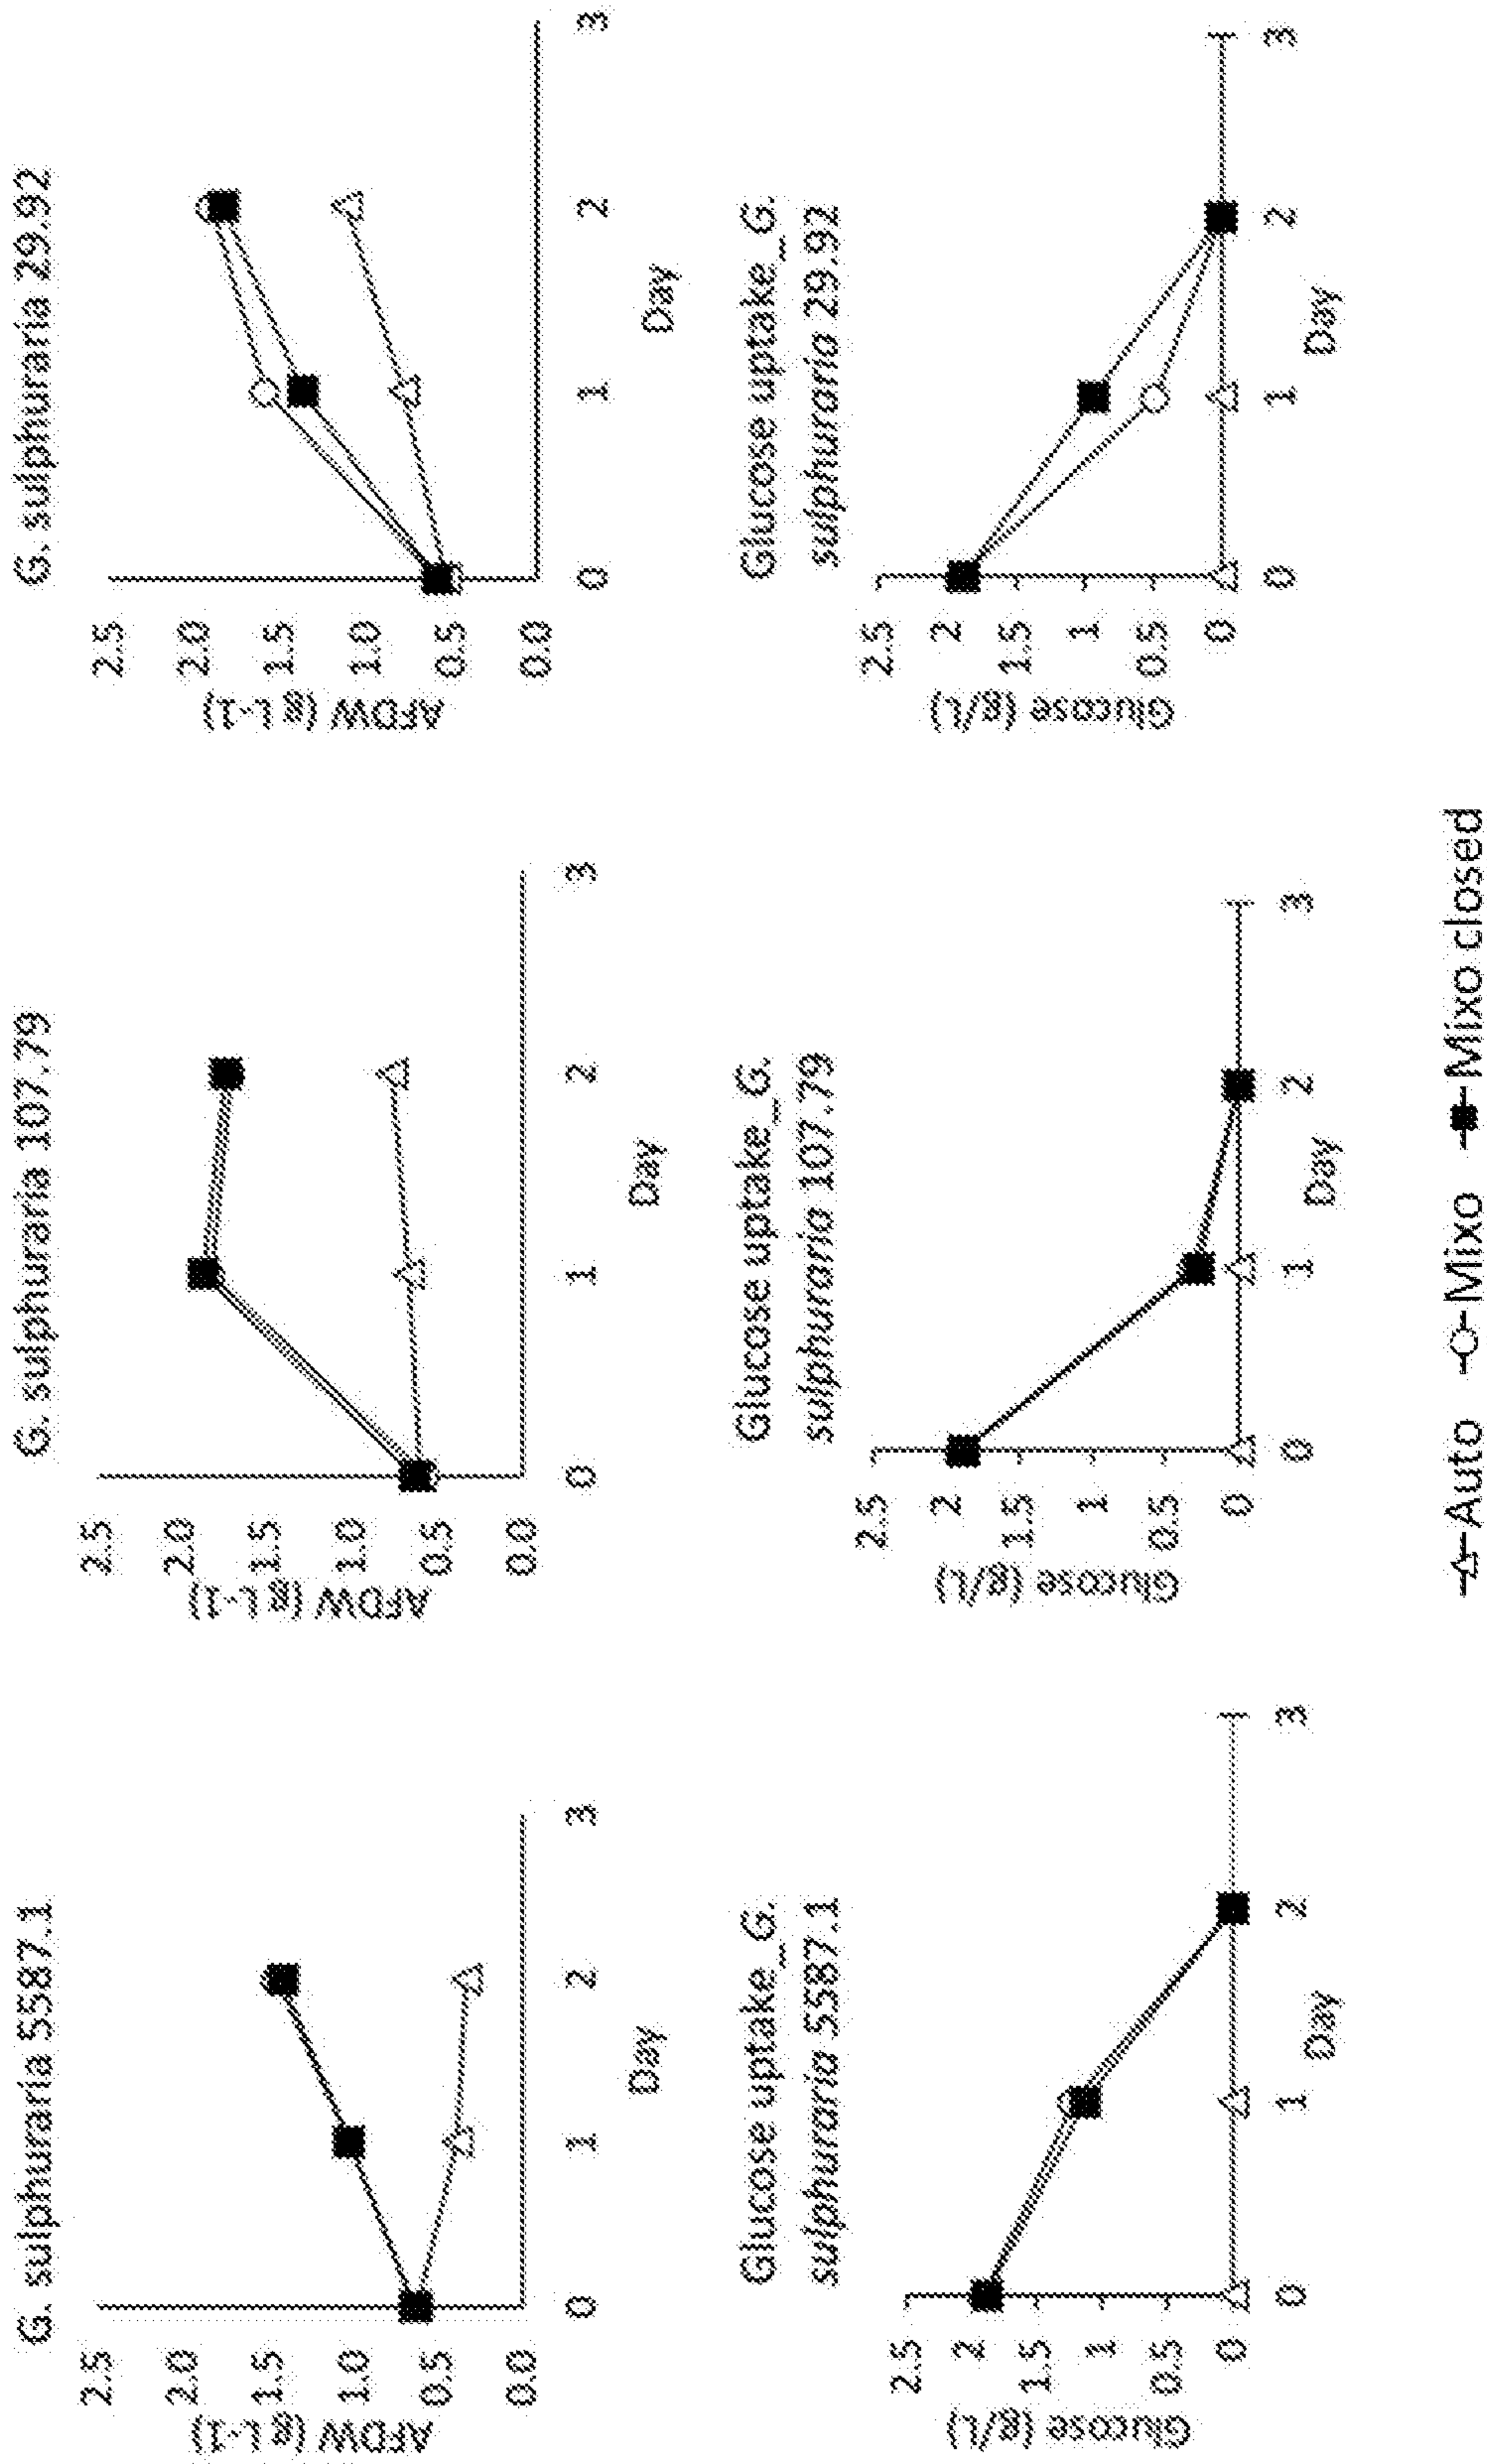 G. sulphuraria 5587.1
AFDW (g l-1)
2.5
2.0
1.5
1.0
0.5
0.0
0 1 2 3
Day
G. sulphuraria 107.79
AFDW (g l-1)
2.5
2.0
1.5
1.0
0.5
0.0
0 1 2 3
Day
G. sulphuraria 29.92
AFDW (g l-1)
2.5
2.0
1.5
1.0
0.5
0.0
0 1 2 3
Day
Glucose uptake_G.
sulphuraria 5587.1
Glucose (g/L)
2.5
2
1.5
1
0.5
0
0 1 2 3
Day
Glucose uptake_G.
sulphuraria 107.79
Glucose (g/L)
2.5
2
1.5
1
0.5
0
0 1 2 3
Day
Glucose uptake_G.
sulphuraria 29.92
Glucose (g/L)
2.5
2
1.5
1
0.5
0
0 1 2 3
Day
Auto Mixo Mixo closed